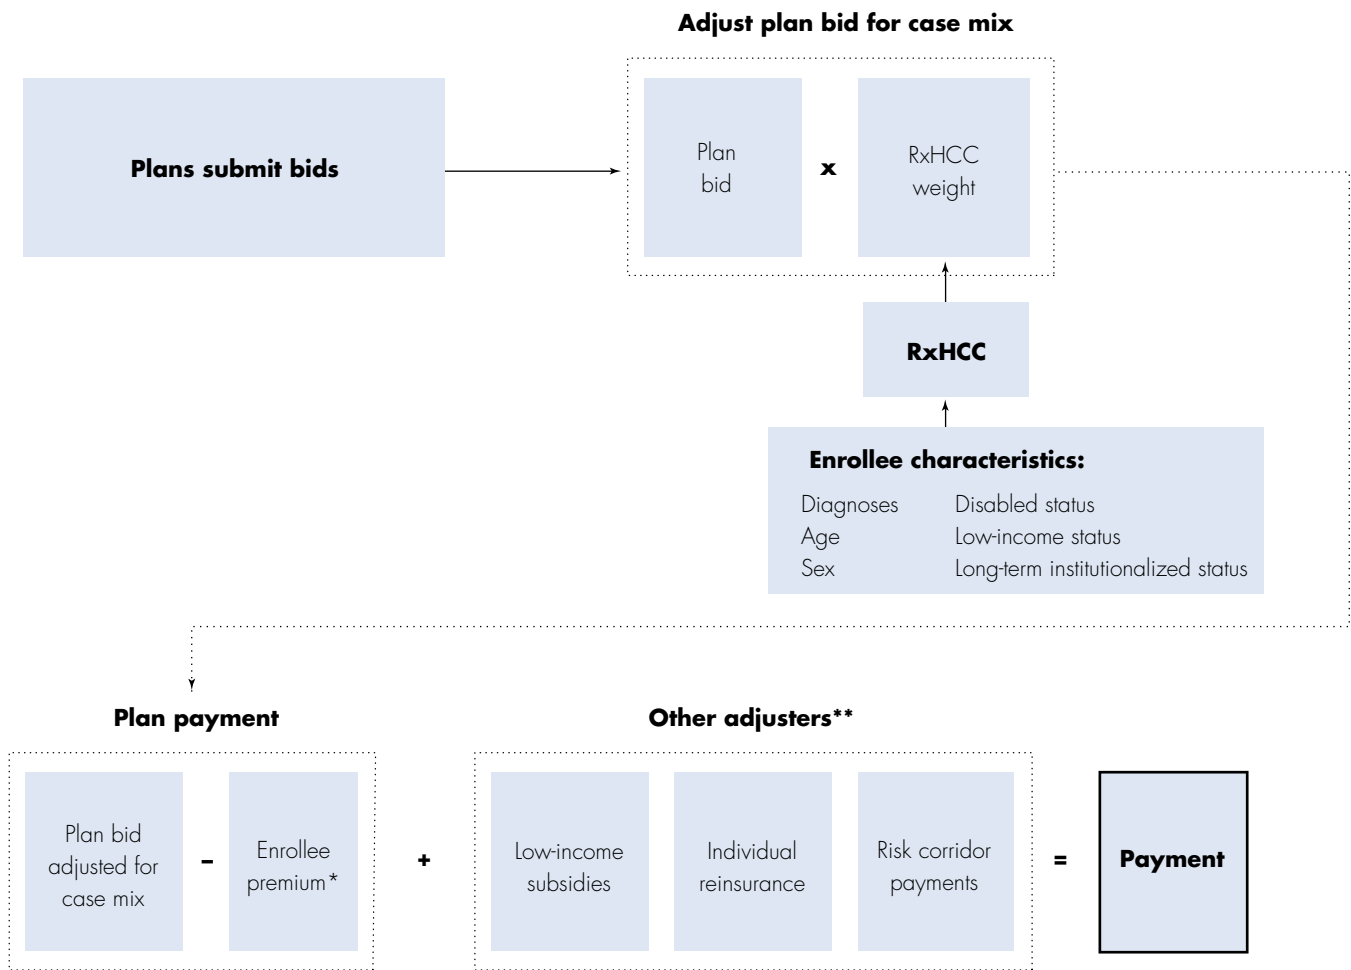 Adjust plan bid for case mix
Plans submit bids
Plan
bid
x
RxHCC
weight
RxHCC
Enrollee characteristics:
Diagnoses Disabled status
Age Low-income status
Sex Long-term institutionalized status
Plan payment
Other adjusters**
Plan bid
adjusted for
case mix
–
Enrollee
premium*
+
Low-income
subsidies
Individual
reinsurance
Risk corridor
payments
=
Payment